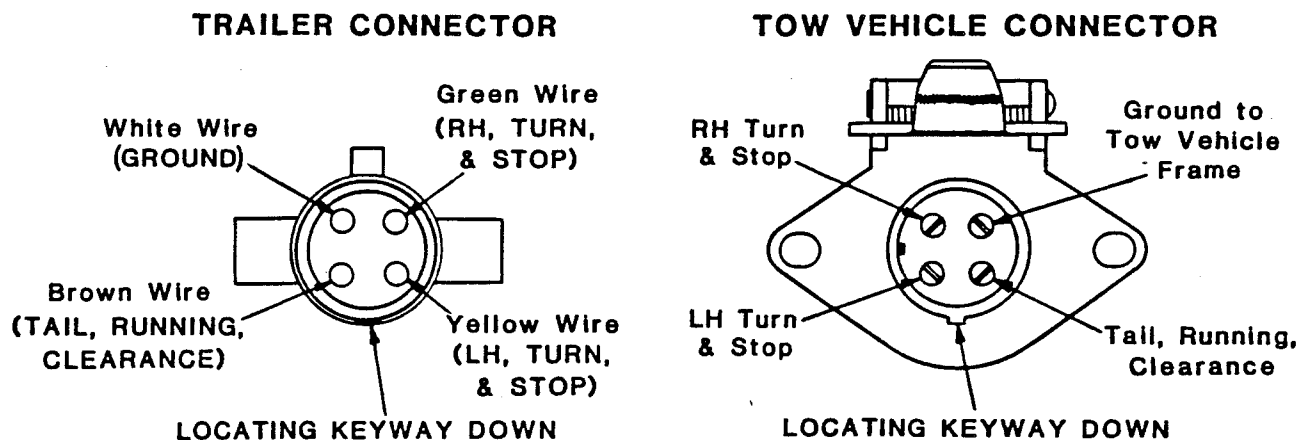 TRAILER CONNECTOR
White Wire
(GROUND)
Green Wire
(RH, TURN,
& STOP)
Brown Wire
(TAIL, RUNNING,
CLEARANCE)
Yellow Wire
(LH, TURN,
& STOP)
LOCATING KEYWAY DOWN
TOW VEHICLE CONNECTOR
RH Turn
& Stop
Ground to
Tow Vehicle
Frame
LH Turn
& Stop
Tail, Running,
Clearance
LOCATING KEYWAY DOWN